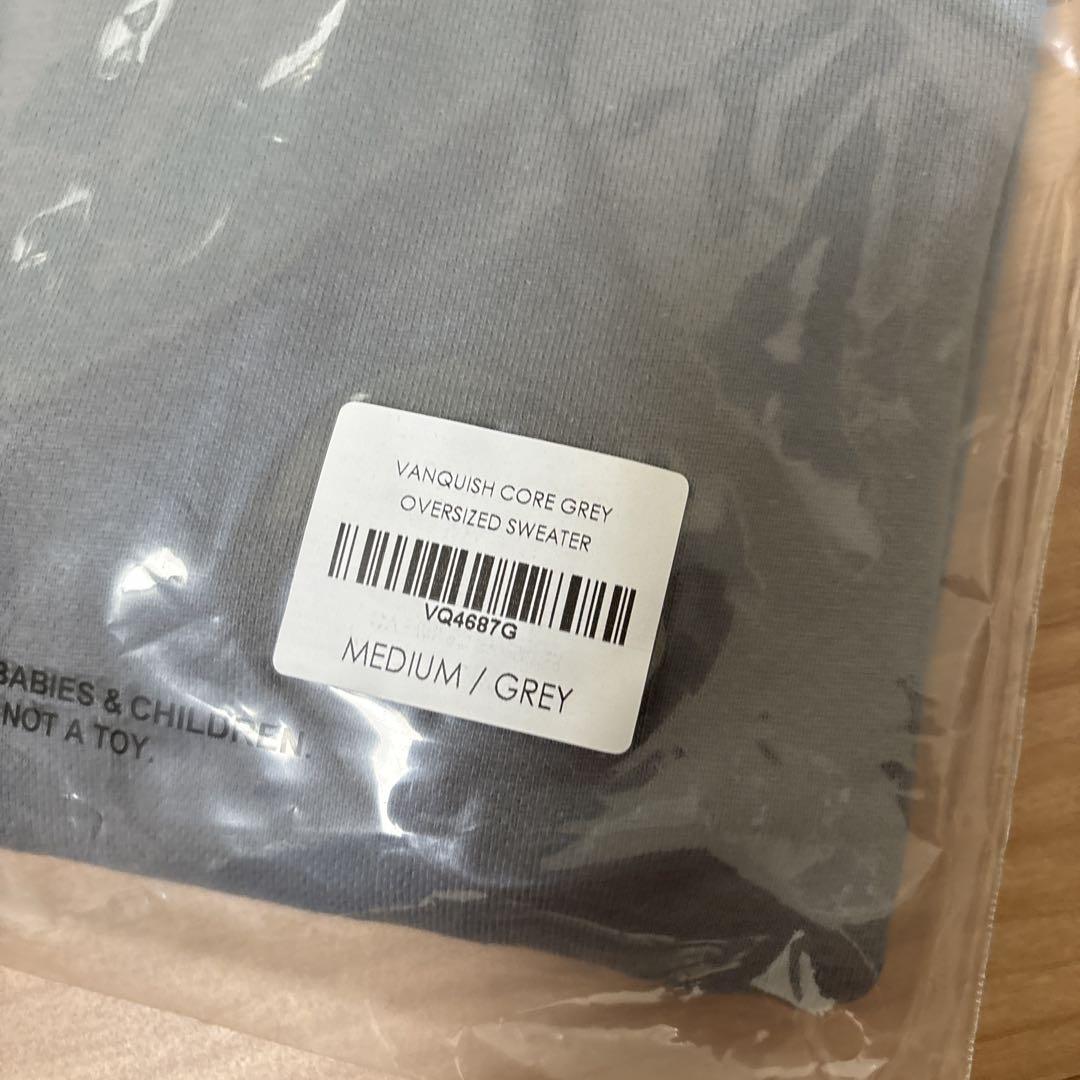 VANQUISH CORE GREY
OVERSIZED SWEATER
VQ4687G
MEDIUM / GREY
BABIES & CHILDREN.
NOT A TOY.